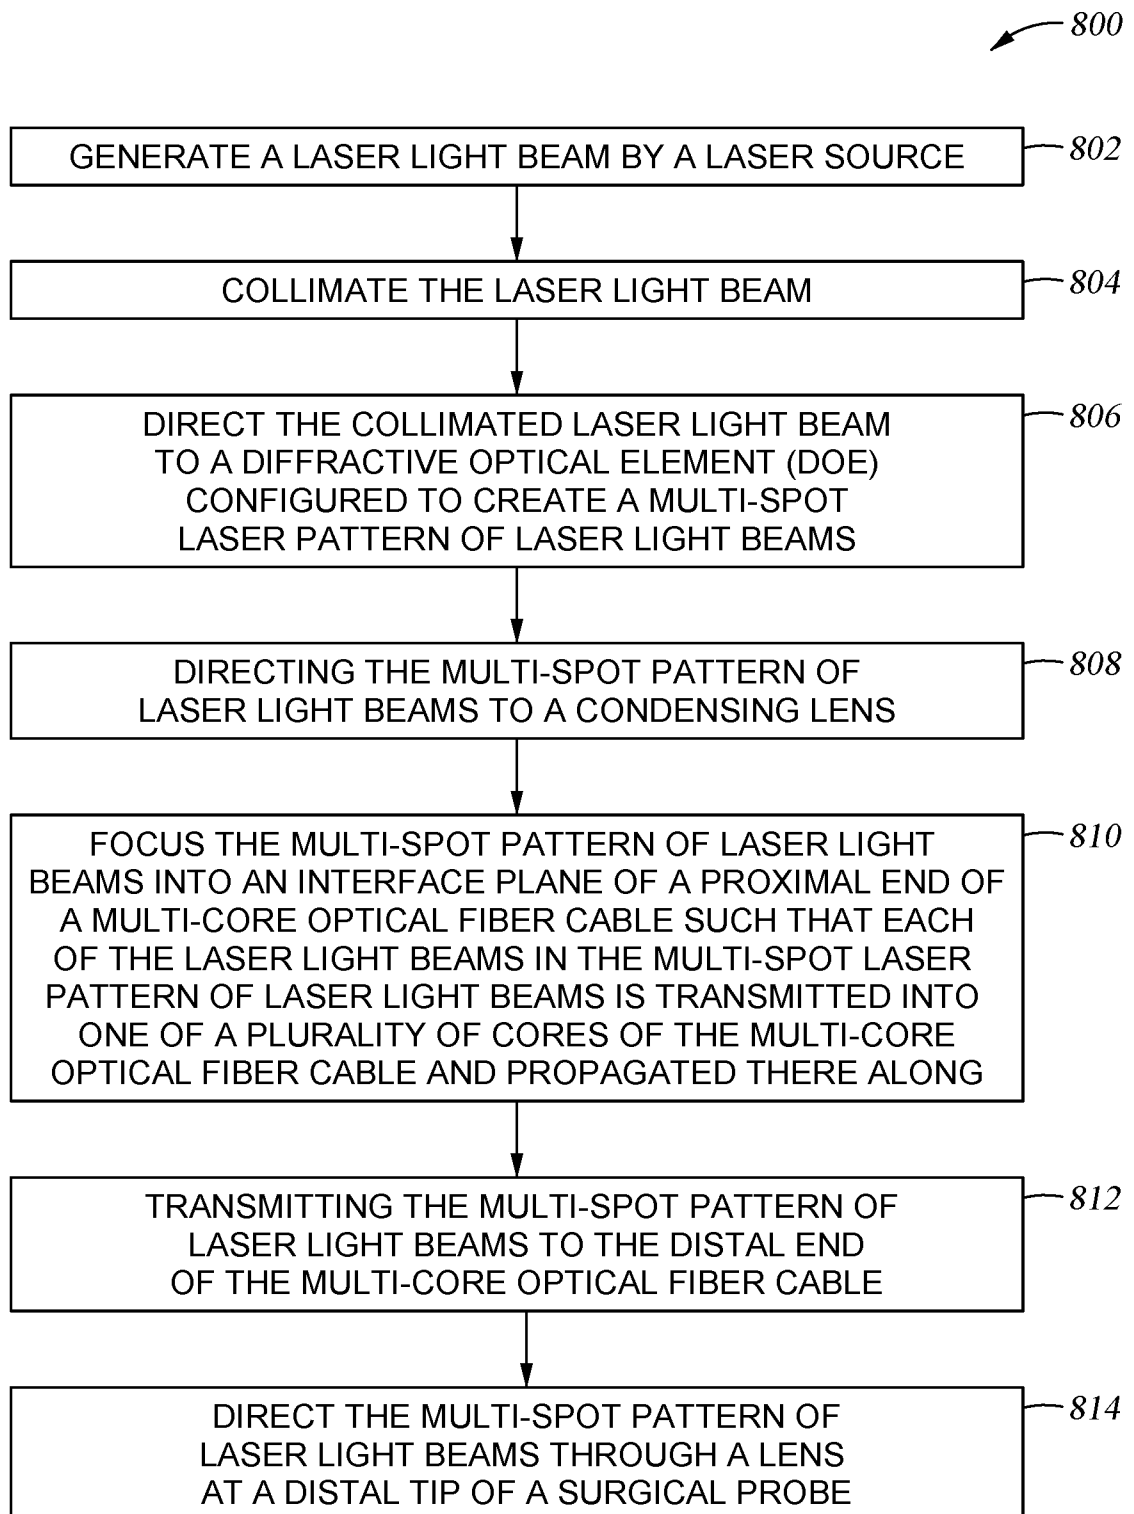 800
GENERATE A LASER LIGHT BEAM BY A LASER SOURCE
802
COLLIMATE THE LASER LIGHT BEAM
804
DIRECT THE COLLIMATED LASER LIGHT BEAM
TO A DIFFRACTIVE OPTICAL ELEMENT (DOE)
CONFIGURED TO CREATE A MULTI-SPOT
LASER PATTERN OF LASER LIGHT BEAMS
806
DIRECTING THE MULTI-SPOT PATTERN OF
LASER LIGHT BEAMS TO A CONDENSING LENS
808
FOCUS THE MULTI-SPOT PATTERN OF LASER LIGHT
BEAMS INTO AN INTERFACE PLANE OF A PROXIMAL END OF
A MULTI-CORE OPTICAL FIBER CABLE SUCH THAT EACH
OF THE LASER LIGHT BEAMS IN THE MULTI-SPOT LASER
PATTERN OF LASER LIGHT BEAMS IS TRANSMITTED INTO
ONE OF A PLURALITY OF CORES OF THE MULTI-CORE
OPTICAL FIBER CABLE AND PROPAGATED THERE ALONG
810
TRANSMITTING THE MULTI-SPOT PATTERN OF
LASER LIGHT BEAMS TO THE DISTAL END
OF THE MULTI-CORE OPTICAL FIBER CABLE
812
DIRECT THE MULTI-SPOT PATTERN OF
LASER LIGHT BEAMS THROUGH A LENS
AT A DISTAL TIP OF A SURGICAL PROBE
814